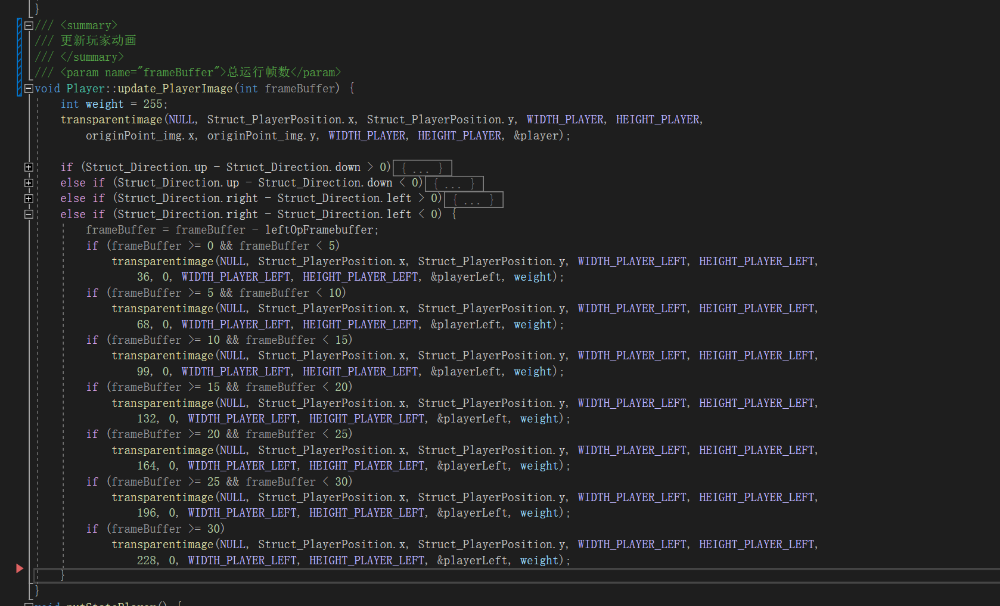 }
/// <summary>
/// 更新玩家动画
/// </summary>
/// <param name="frameBuffer">总运行帧数</param>
void Player::update_PlayerImage(int frameBuffer) {
int weight = 255;
transparentimage(NULL, Struct_PlayerPosition.x, Struct_PlayerPosition.y, WIDTH_PLAYER, HEIGHT_PLAYER,
originPoint_img.x, originPoint_img.y, WIDTH_PLAYER, HEIGHT_PLAYER, &player);
if (Struct_Direction.up - Struct_Direction.down > 0){ ... }
else if (Struct_Direction.up - Struct_Direction.down < 0){ ... }
else if (Struct_Direction.right - Struct_Direction.left > 0){ ... }
else if (Struct_Direction.right - Struct_Direction.left < 0) {
frameBuffer = frameBuffer - leftOpFramebuffer;
if (frameBuffer >= 0 && frameBuffer < 5)
transparentimage(NULL, Struct_PlayerPosition.x, Struct_PlayerPosition.y, WIDTH_PLAYER_LEFT, HEIGHT_PLAYER_LEFT,
36, 0, WIDTH_PLAYER_LEFT, HEIGHT_PLAYER_LEFT, &playerLeft, weight);
if (frameBuffer >= 5 && frameBuffer < 10)
transparentimage(NULL, Struct_PlayerPosition.x, Struct_PlayerPosition.y, WIDTH_PLAYER_LEFT, HEIGHT_PLAYER_LEFT,
68, 0, WIDTH_PLAYER_LEFT, HEIGHT_PLAYER_LEFT, &playerLeft, weight);
if (frameBuffer >= 10 && frameBuffer < 15)
transparentimage(NULL, Struct_PlayerPosition.x, Struct_PlayerPosition.y, WIDTH_PLAYER_LEFT, HEIGHT_PLAYER_LEFT,
99, 0, WIDTH_PLAYER_LEFT, HEIGHT_PLAYER_LEFT, &playerLeft, weight);
if (frameBuffer >= 15 && frameBuffer < 20)
transparentimage(NULL, Struct_PlayerPosition.x, Struct_PlayerPosition.y, WIDTH_PLAYER_LEFT, HEIGHT_PLAYER_LEFT,
132, 0, WIDTH_PLAYER_LEFT, HEIGHT_PLAYER_LEFT, &playerLeft, weight);
if (frameBuffer >= 20 && frameBuffer < 25)
transparentimage(NULL, Struct_PlayerPosition.x, Struct_PlayerPosition.y, WIDTH_PLAYER_LEFT, HEIGHT_PLAYER_LEFT,
164, 0, WIDTH_PLAYER_LEFT, HEIGHT_PLAYER_LEFT, &playerLeft, weight);
if (frameBuffer >= 25 && frameBuffer < 30)
transparentimage(NULL, Struct_PlayerPosition.x, Struct_PlayerPosition.y, WIDTH_PLAYER_LEFT, HEIGHT_PLAYER_LEFT,
196, 0, WIDTH_PLAYER_LEFT, HEIGHT_PLAYER_LEFT, &playerLeft, weight);
if (frameBuffer >= 30)
transparentimage(NULL, Struct_PlayerPosition.x, Struct_PlayerPosition.y, WIDTH_PLAYER_LEFT, HEIGHT_PLAYER_LEFT,
228, 0, WIDTH_PLAYER_LEFT, HEIGHT_PLAYER_LEFT, &playerLeft, weight);
}
}